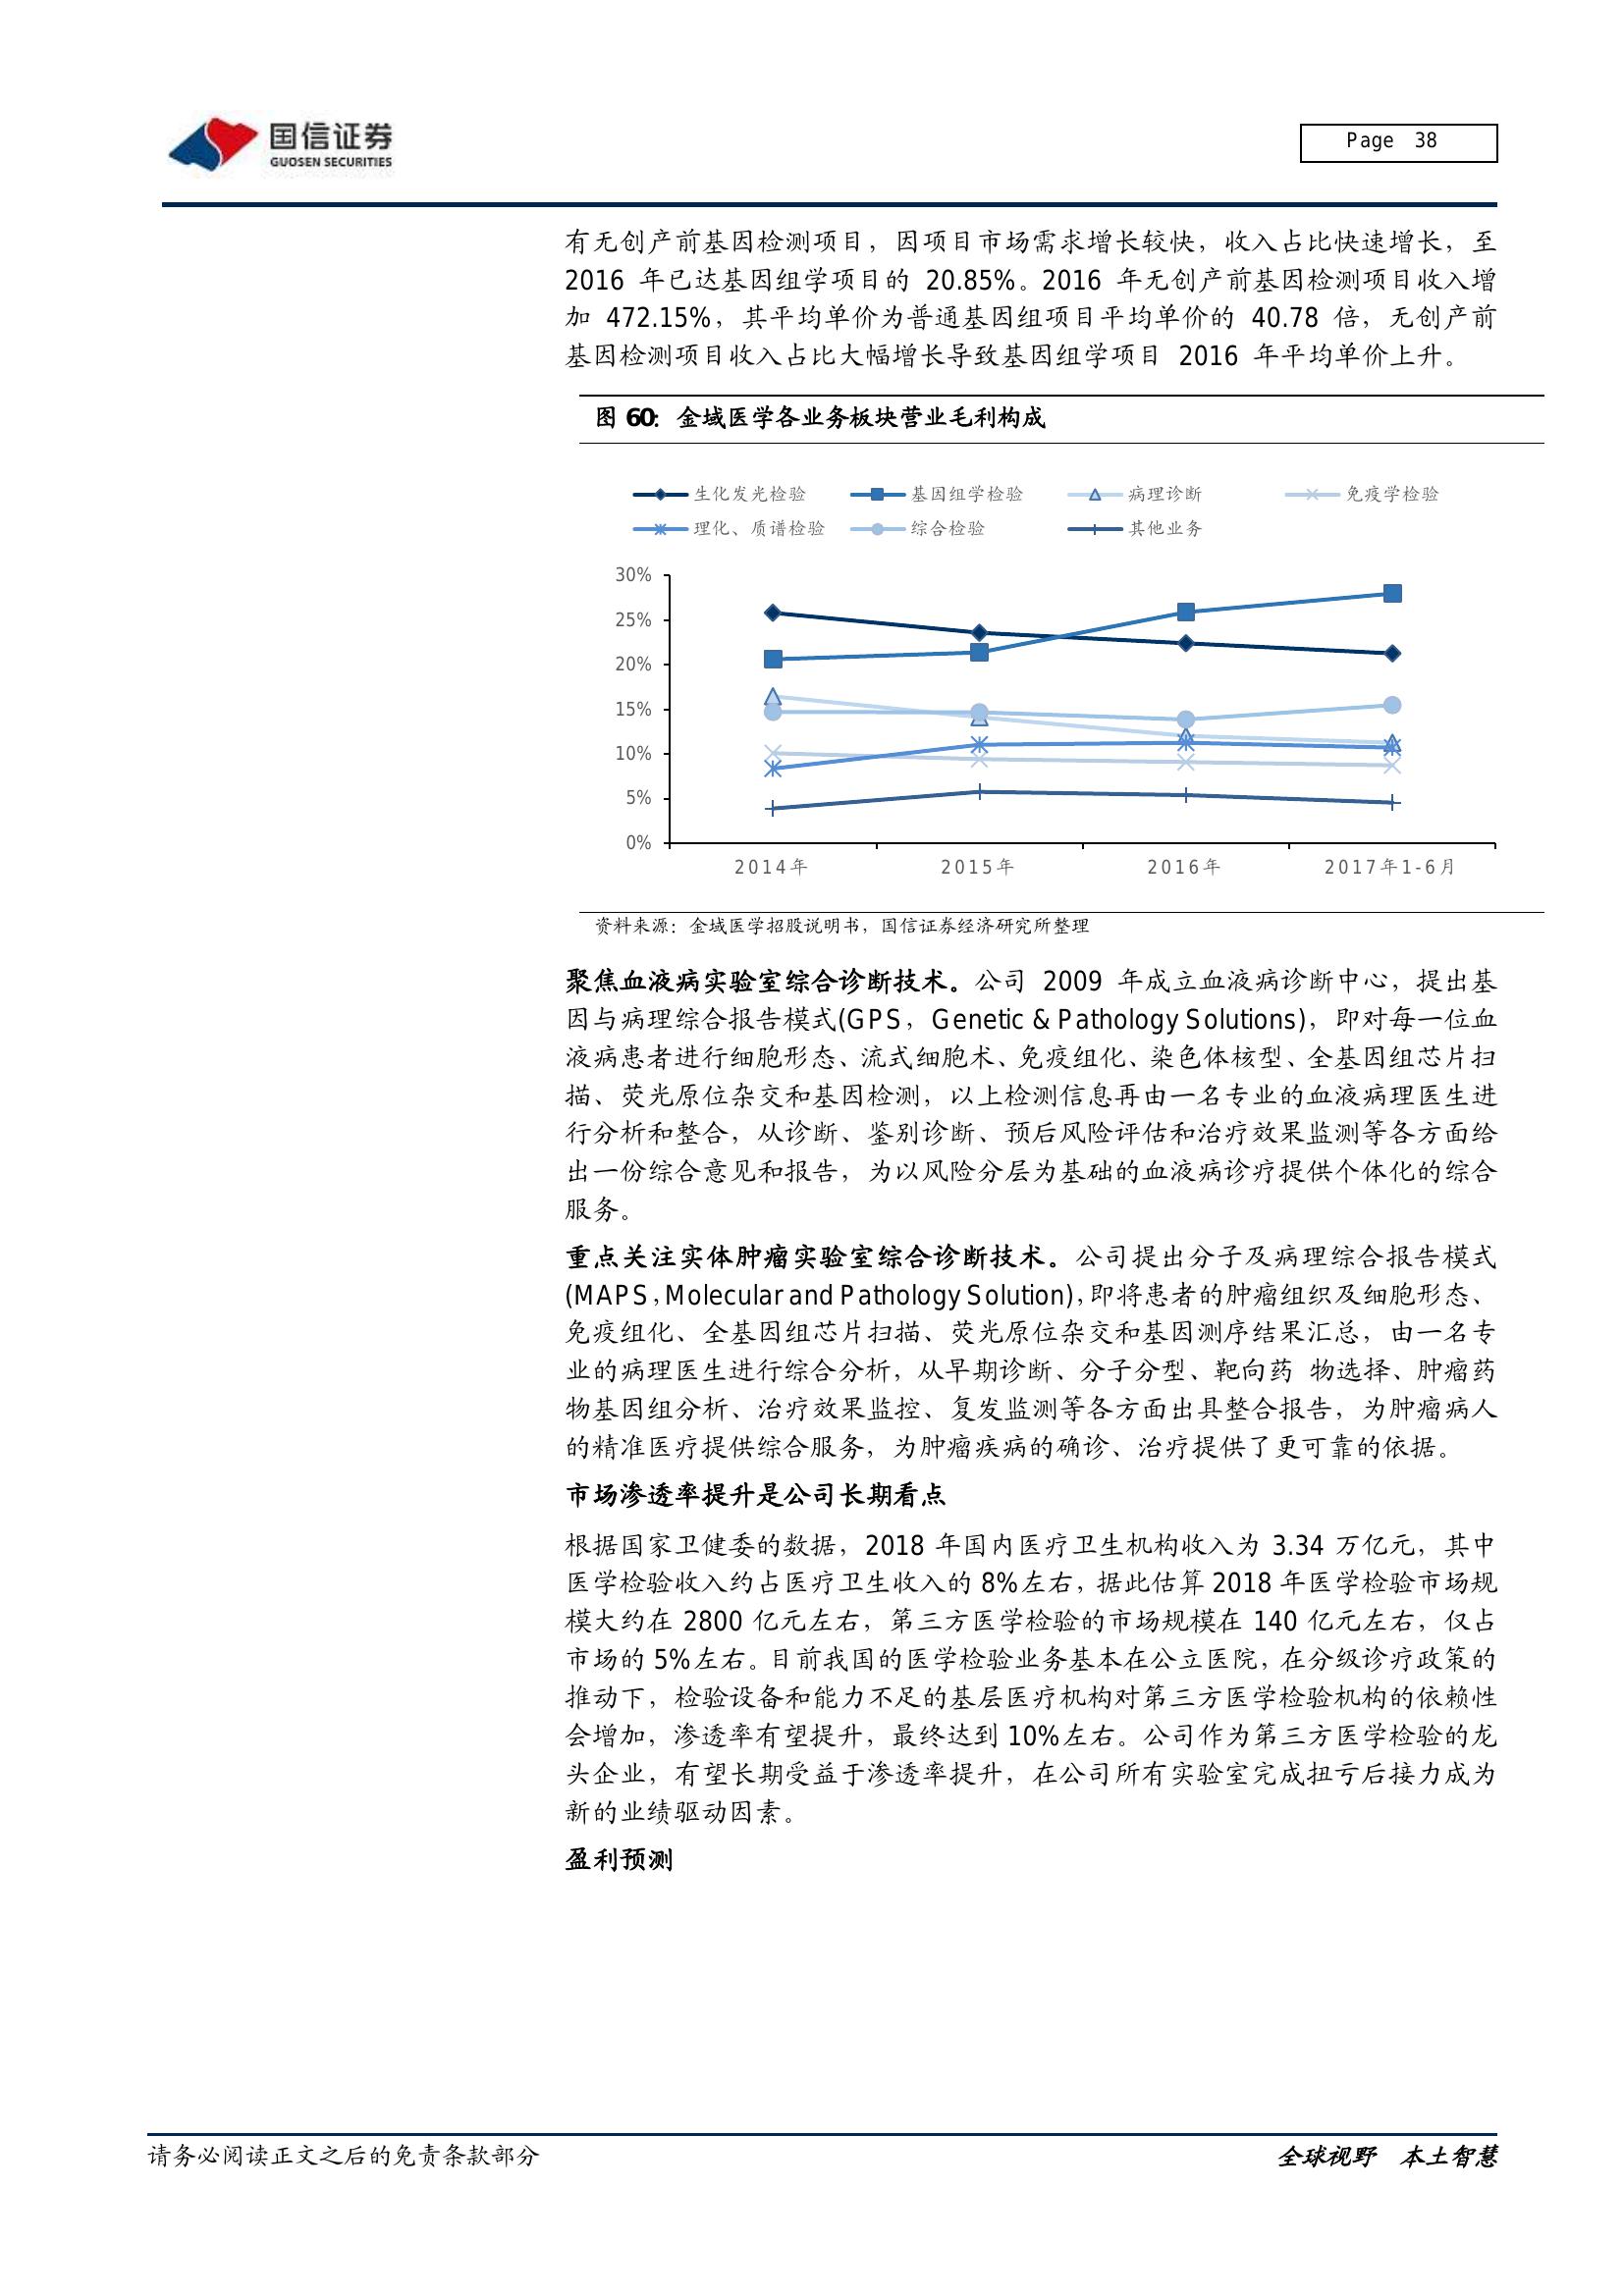 国信证券
GUOSEN SECURITIES
Page 38
有无创产前基因检测项目，因项目市场需求增长较快，收入占比快速增长，至
2016 年已达基因组学项目的 20.85%。2016 年无创产前基因检测项目收入增
加 472.15%，其平均单价为普通基因组项目平均单价的 40.78 倍，无创产前
基因检测项目收入占比大幅增长导致基因组学项目 2016 年平均单价上升。
图 60：金域医学各业务板块营业毛利构成
生化发光检验 基因组学检验 病理诊断 免疫学检验
理化、质谱检验 综合检验 其他业务
30%
25%
20%
15%
10%
5%
0%
2014年 2015年 2016年 2017年1-6月
资料来源：金域医学招股说明书，国信证券经济研究所整理
聚焦血液病实验室综合诊断技术。公司 2009 年成立血液病诊断中心，提出基
因与病理综合报告模式(GPS，Genetic & Pathology Solutions)，即对每一位血
液病患者进行细胞形态、流式细胞术、免疫组化、染色体核型、全基因组芯片扫
描、荧光原位杂交和基因检测，以上检测信息再由一名专业的血液病理医生进
行分析和整合，从诊断、鉴别诊断、预后风险评估和治疗效果监测等各方面给
出一份综合意见和报告，为以风险分层为基础的血液病诊疗提供个体化的综合
服务。
重点关注实体肿瘤实验室综合诊断技术。公司提出分子及病理综合报告模式
(MAPS，Molecular and Pathology Solution)，即将患者的肿瘤组织及细胞形态、
免疫组化、全基因组芯片扫描、荧光原位杂交和基因测序结果汇总，由一名专
业的病理医生进行综合分析，从早期诊断、分子分型、靶向药 物选择、肿瘤药
物基因组分析、治疗效果监控、复发监测等各方面出具整合报告，为肿瘤病人
的精准医疗提供综合服务，为肿瘤疾病的确诊、治疗提供了更可靠的依据。
市场渗透率提升是公司长期看点
根据国家卫健委的数据，2018 年国内医疗卫生机构收入为 3.34 万亿元，其中
医学检验收入约占医疗卫生收入的 8%左右，据此估算 2018 年医学检验市场规
模大约在 2800 亿元左右，第三方医学检验的市场规模在 140 亿元左右，仅占
市场的 5%左右。目前我国的医学检验业务基本在公立医院，在分级诊疗政策的
推动下，检验设备和能力不足的基层医疗机构对第三方医学检验机构的依赖性
会增加，渗透率有望提升，最终达到 10%左右。公司作为第三方医学检验的龙
头企业，有望长期受益于渗透率提升，在公司所有实验室完成扭亏后接力成为
新的业绩驱动因素。
盈利预测
请务必阅读正文之后的免责条款部分
全球视野 本土智慧